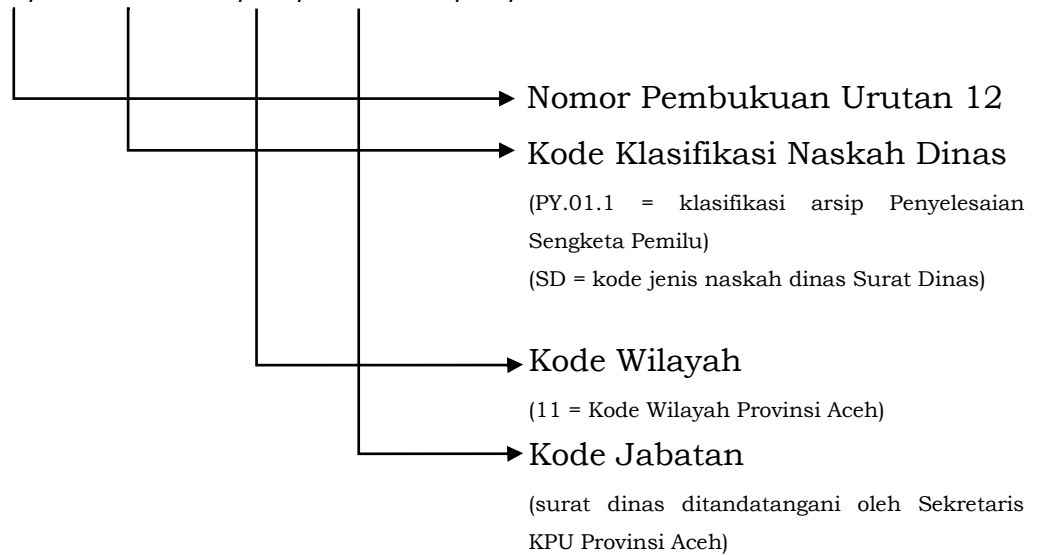 Nomor Pembukuan Urutan 12
Kode Klasifikasi Naskah Dinas
(PY.01.1 = klasifikasi arsip Penyelesaian
Sengketa Pemilu)
(SD = kode jenis naskah dinas Surat Dinas)
Kode Wilayah
(11 = Kode Wilayah Provinsi Aceh)
Kode Jabatan
(surat dinas ditandatangani oleh Sekretaris
KPU Provinsi Aceh)